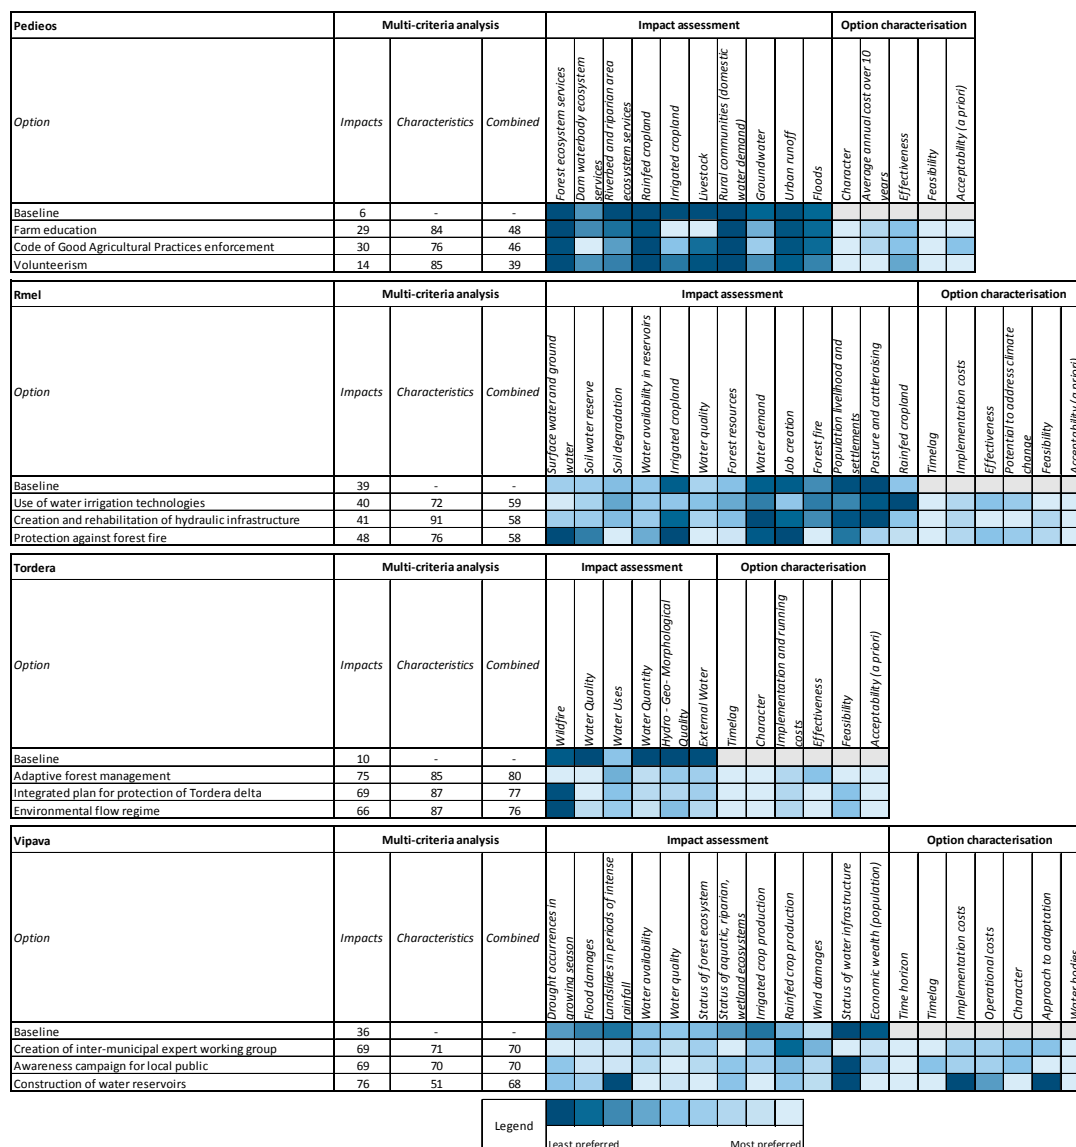 Pedieos Multi-criteria analysis Impact assessment Option characterisation
Option Impacts Characteristics Combined
Forest ecosystem services
Dam waterbody ecosystem services
Riverbed and riparian area ecosystem services
Rainfed cropland
Irrigated cropland
Livestock
Rural communities (domestic water demand)
Groundwater
Urban runoff
Floods
Character
Average annual cost over 10 years
Effectiveness
Feasibility
Acceptability (a priori)
Baseline 6 - -
Farm education 29 84 48
Code of Good Agricultural Practices enforcement 30 76 46
Volunteerism 14 85 39
Rmel Multi-criteria analysis Impact assessment Option characterisation
Option Impacts Characteristics Combined
Surface water and ground water
Soil water reserve
Soil degradation
Water availability in reservoirs
Irrigated cropland
Water quality
Forest resources
Water demand
Job creation
Forest fire
Population livelihood and settlements
Pasture and cattleraising
Rainfed cropland
Timelag
Implementation costs
Effectiveness
Potential to address climate change
Feasibility
Acceptability (a priori)
Baseline 39 - -
Use of water irrigation technologies 40 72 59
Creation and rehabilitation of hydraulic infrastructure 41 91 58
Protection against forest fire 48 76 58
Tordera Multi-criteria analysis Impact assessment Option characterisation
Option Impacts Characteristics Combined
Wildfire
Water Quality
Water Uses
Water Quantity
Hydro - Geo- Morphological Quality
External Water
Timelag
Character
Implementation and running costs
Effectiveness
Feasibility
Acceptability (a priori)
Baseline 10 - -
Adaptive forest management 75 85 80
Integrated plan for protection of Tordera delta 69 87 77
Environmental flow regime 66 87 76
Vipava Multi-criteria analysis Impact assessment Option characterisation
Option Impacts Characteristics Combined
Drought occurrences in growing season
Flood damages
Landslides in periods of intense rainfall
Water availability
Water quality
Status of forest ecosystem
Status of aquatic, riparian, wetland ecosystems
Irrigated crop production
Rainfed crop production
Wind damages
Status of water infrastructure
Economic wealth (population)
Time horizon
Timelag
Implementation costs
Operational costs
Character
Approach to adaptation
Water bodies
Baseline 36 - -
Creation of inter-municipal expert working group 69 71 70
Awareness campaign for local public 69 70 70
Construction of water reservoirs 76 51 68
Legend
Least preferred Most preferred